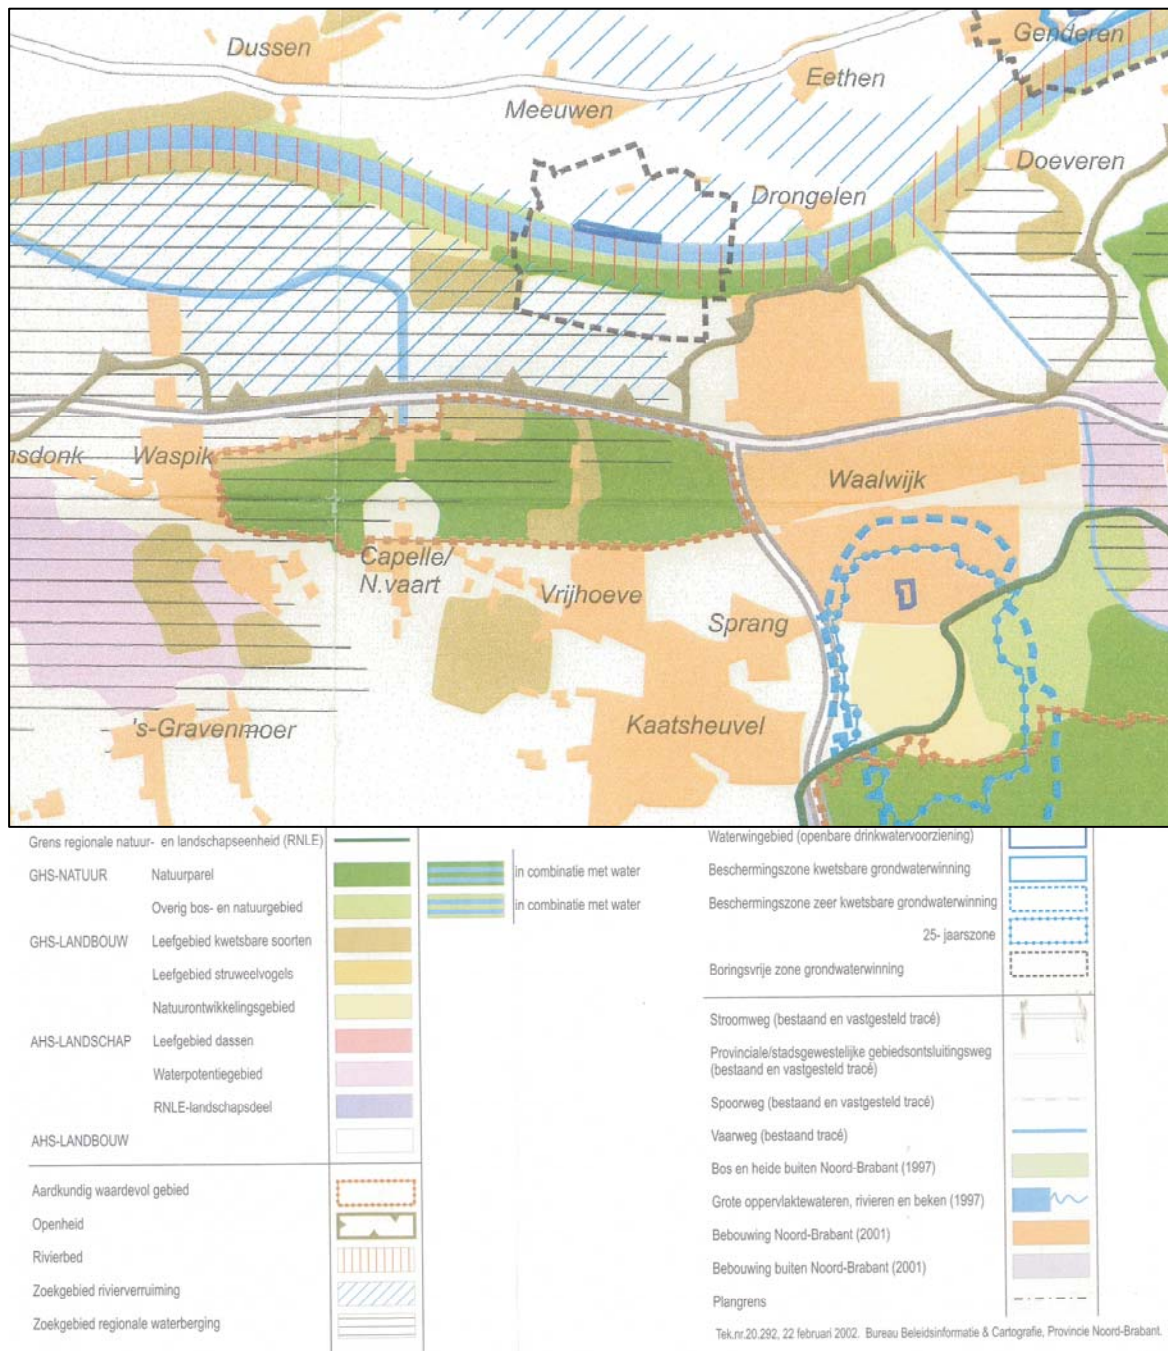 Dussen
Genderen
Eethen
Meeuwen
Doeveren
Drongelen
nsdonk
Waspik
Waalwijk
Capelle/
N.vaart
Vrijhoeve
Sprang
's-Gravenmoer
Kaatsheuvel
Grens regionale natuur- en landschapseenheid (RNLE)
GHS-NATUUR Natuurparel in combinatie met water
Overig bos- en natuurgebied in combinatie met water
GHS-LANDBOUW Leefgebied kwetsbare soorten
Leefgebied struweelvogels
Natuurontwikkelingsgebied
AHS-LANDSCHAP Leefgebied dassen
Waterpotentiegebied
RNLE-landschapsdeel
AHS-LANDBOUW
Aardkundig waardevol gebied
Openheid
Rivierbed
Zoekgebied rivierverruiming
Zoekgebied regionale waterberging
Waterwingebied (openbare drinkwatervoorziening)
Beschermingszone kwetsbare grondwaterwinning
Beschermingszone zeer kwetsbare grondwaterwinning
25- jaarszone
Boringsvrije zone grondwaterwinning
Stroomweg (bestaand en vastgesteld tracé)
Provinciale/stadsgewestelijke gebiedsontsluitingsweg
(bestaand en vastgesteld tracé)
Spoorweg (bestaand en vastgesteld tracé)
Vaarweg (bestaand tracé)
Bos en heide buiten Noord-Brabant (1997)
Grote oppervlaktewateren, rivieren en beken (1997)
Bebouwing Noord-Brabant (2001)
Bebouwing buiten Noord-Brabant (2001)
Plangrens
Tek.nr.20.292, 22 februari 2002. Bureau Beleidsinformatie & Cartografie, Provincie Noord-Brabant.